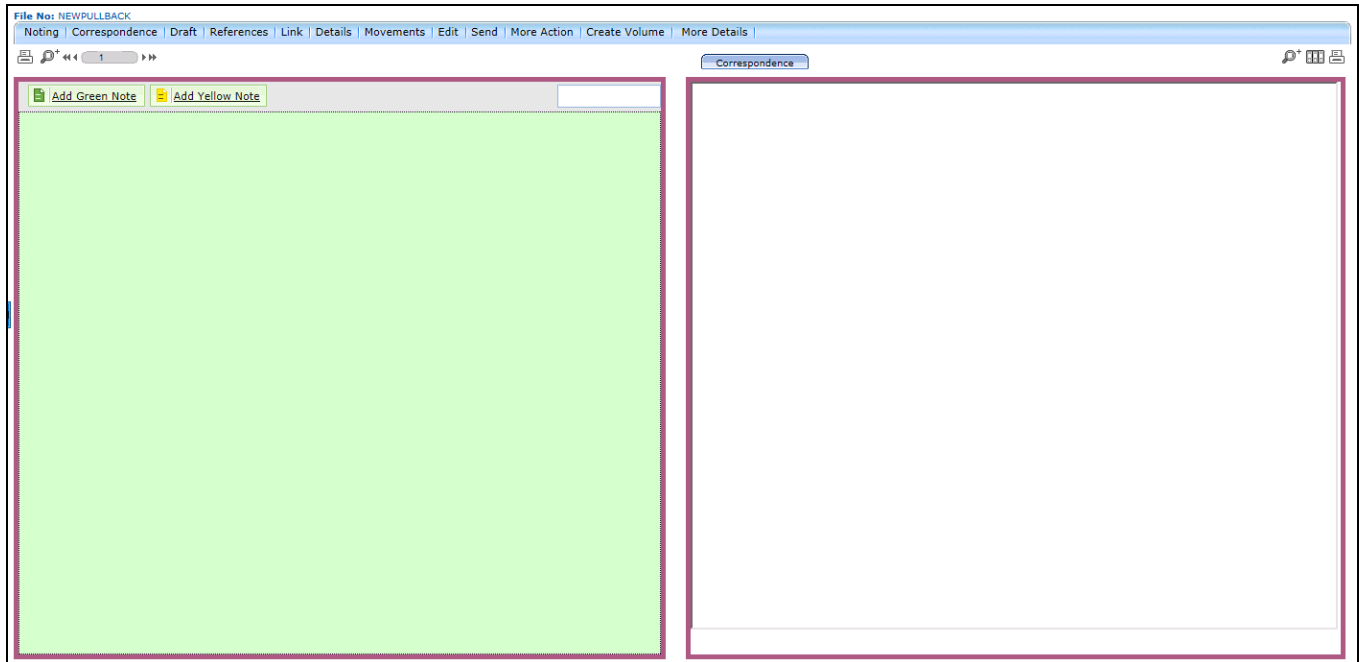 File No: NEWPULLBACK
Noting | Correspondence | Draft | References | Link | Details | Movements | Edit | Send | More Action | Create Volume | More Details |
1
Correspondence
Add Green Note
Add Yellow Note